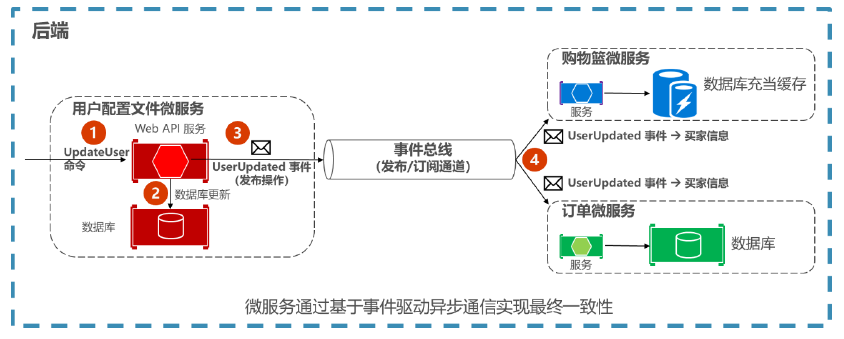 后端
用户配置文件微服务
Web API 服务
1
UpdateUser
命令
3
UserUpdated 事件
(发布操作)
2
数据库更新
数据库
事件总线
(发布/订阅通道)
4
购物篮微服务
服务
数据库充当缓存
UserUpdated 事件 → 买家信息
UserUpdated 事件 → 买家信息
订单微服务
服务
数据库
微服务通过基于事件驱动异步通信实现最终一致性